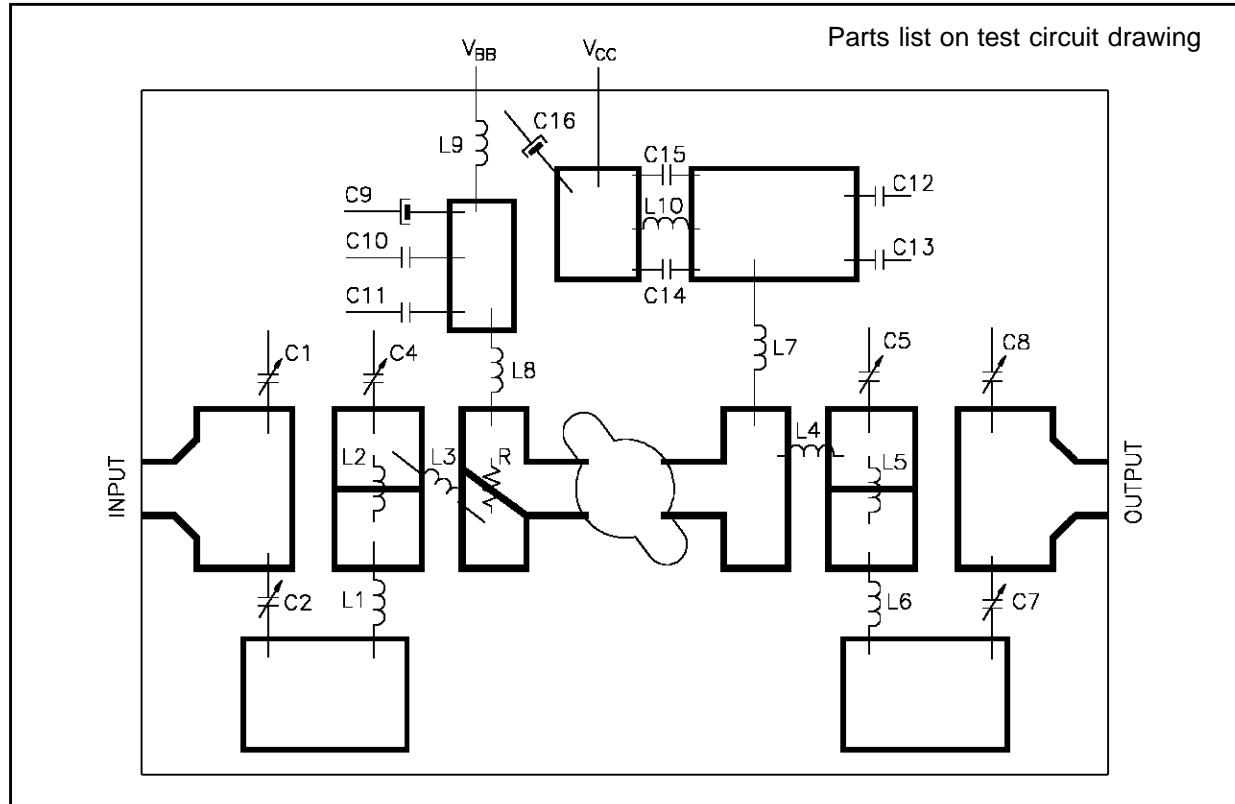 Parts list on test circuit drawing
VBB
VCC
C16
L9
C15
C12
C9
L10
C10
C13
C11
C14
C1
C4
L8
L7
C5
C8
L4
L2
L3
R
L5
INPUT
OUTPUT
C2
L1
L6
C7